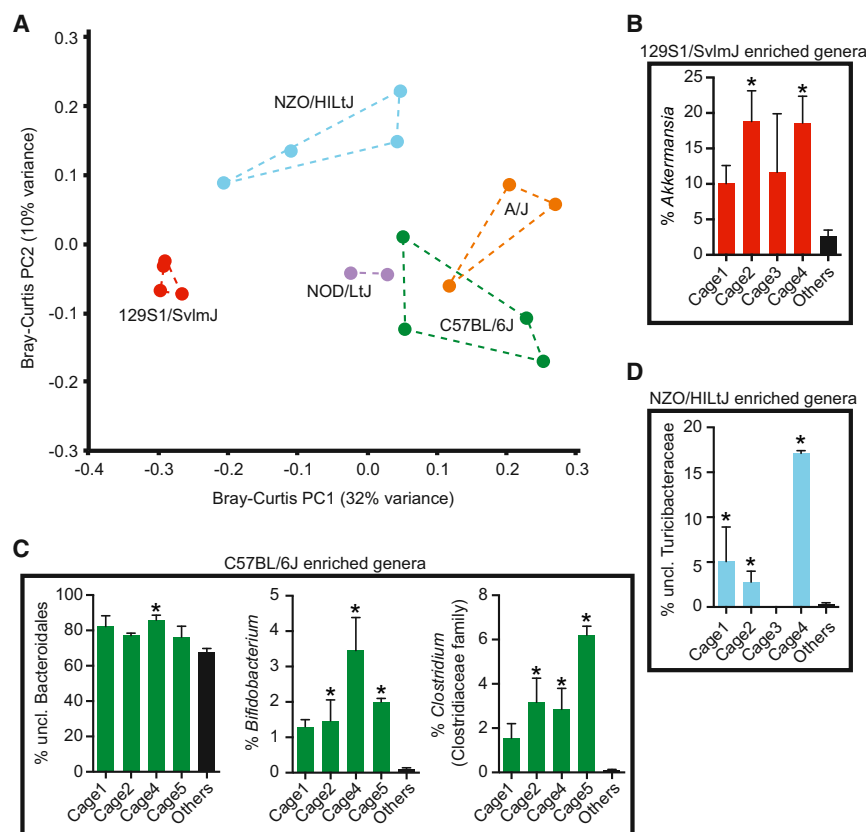 A
0.3
0.2
0.1
0.0
-0.1
-0.2
-0.3
Bray-Curtis PC2 (10% variance)
NZO/HILtJ
A/J
NOD/LtJ
129S1/SvImJ
C57BL/6J
-0.4
-0.3
-0.2
-0.1
0.0
0.1
0.2
0.3
Bray-Curtis PC1 (32% variance)
B
129S1/SvImJ enriched genera
% Akkermansia
25
20
15
10
5
0
*
*
Cage1
Cage2
Cage3
Cage4
Others
D
NZO/HILtJ enriched genera
% uncl. Turicibacteraceae
20
15
10
5
0
*
*
*
Cage1
Cage2
Cage3
Cage4
Others
C
C57BL/6J enriched genera
% uncl. Bacteroidales
100
80
60
40
20
0
*
Cage1
Cage2
Cage4
Cage5
Others
% Bifidobacterium
5
4
3
2
1
0
*
*
*
Cage1
Cage2
Cage4
Cage5
Others
% Clostridium
(Clostridiaceae family)
8
6
4
2
0
*
*
*
Cage1
Cage2
Cage4
Cage5
Others